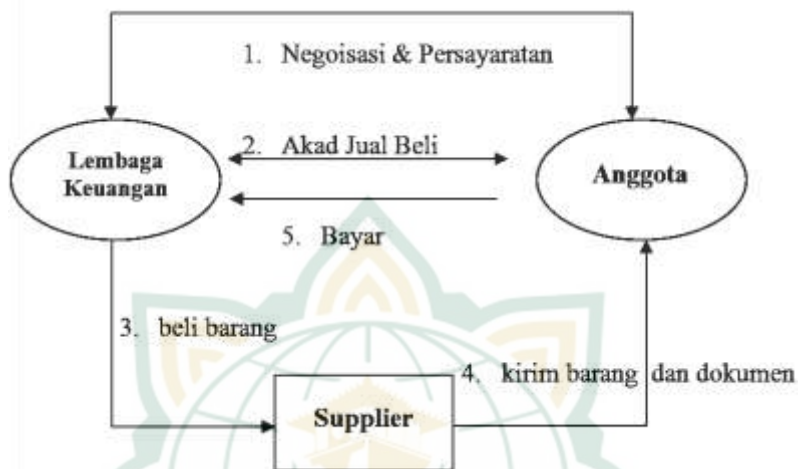 1. Negoisasi & Persayaratan
Lembaga
Keuangan
2. Akad Jual Beli
Anggota
5. Bayar
3. beli barang
4. kirim barang dan dokumen
Supplier